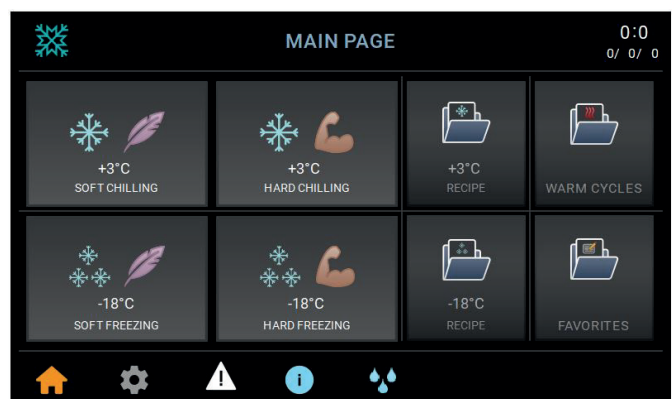 MAIN PAGE
0:0
0/ 0/ 0
+3°C
SOFT CHILLING
+3°C
HARD CHILLING
+3°C
RECIPE
WARM CYCLES
-18°C
SOFT FREEZING
-18°C
HARD FREEZING
-18°C
RECIPE
FAVORITES